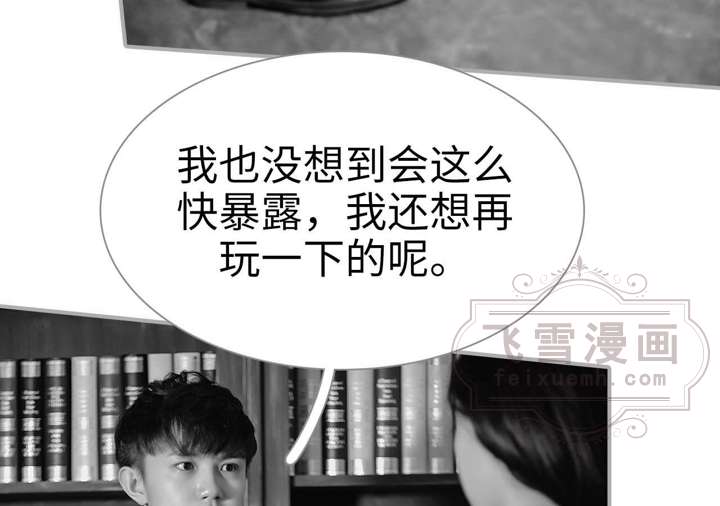 我也没想到会这么
快暴露，我还想再
玩一下的呢。
飞雪漫画
feixuemh.com